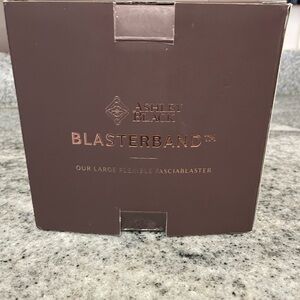 ASHLEY
BLACK
BLASTERBAND™
OUR LARGE FLEXIBLE FASCIABLASTER